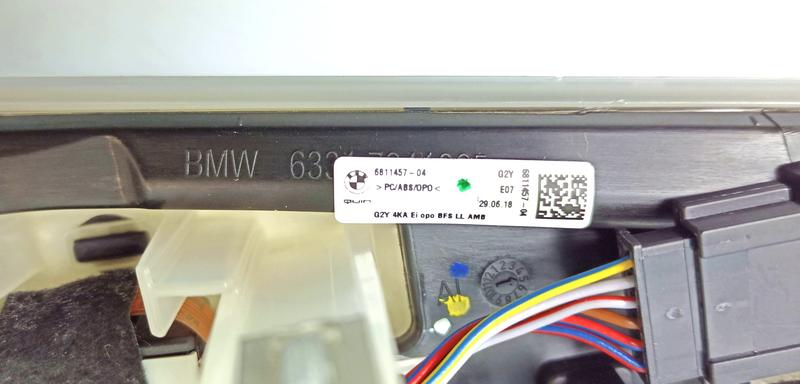 BMW
6811457-04
G2Y
>PC/ABS/OPO<
E07
29.06.18
G2Y 4KA Ei opo BFS LL AMB
6811457-04